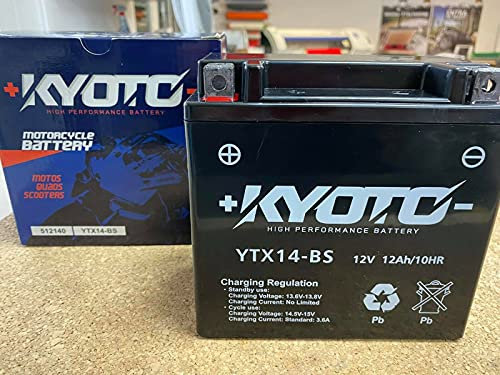 +KYOTO-
HIGH PERFORMANCE BATTERY
MOTORCYCLE
BATTERY
MOTOS
QUADS
SCOOTERS
512140 YTX14-BS
+KYOTO-
HIGH PERFORMANCE BATTERY
YTX14-BS 12V 12Ah/10HR
Charging Regulation
• Standby use:
Charging Voltage: 13.6V-13.8V
Charging Current: No Limited
• Cycle use:
Charging Voltage: 14.5V-15V
Charging Current: Standard: 3.6A
Pb Pb